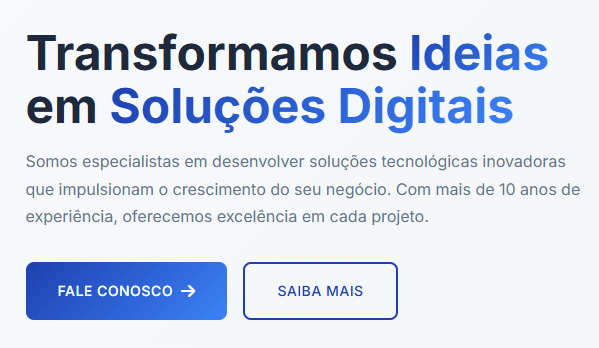 Transformamos Ideias
em Soluções Digitais
Somos especialistas em desenvolver soluções tecnológicas inovadoras
que impulsionam o crescimento do seu negócio. Com mais de 10 anos de
experiência, oferecemos excelência em cada projeto.
FALE CONOSCO → SAIBA MAIS